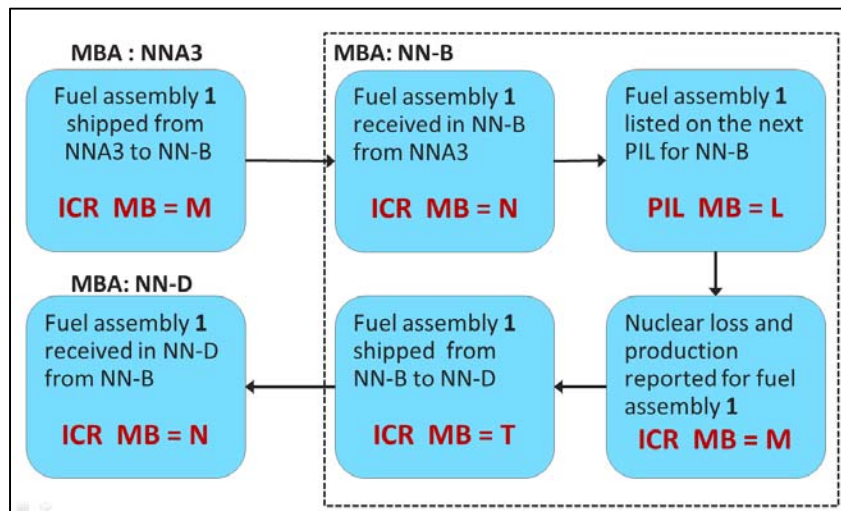 MBA : NNA3
Fuel assembly 1
shipped from
NNA3 to NN-B
ICR MB = M
MBA: NN-B
Fuel assembly 1
received in NN-B
from NNA3
ICR MB = N
Fuel assembly 1
listed on the next
PIL for NN-B
PIL MB = L
Nuclear loss and
production
reported for fuel
assembly 1
ICR MB = M
Fuel assembly 1
shipped from
NN-B to NN-D
ICR MB = T
MBA: NN-D
Fuel assembly 1
received in NN-D
from NN-B
ICR MB = N